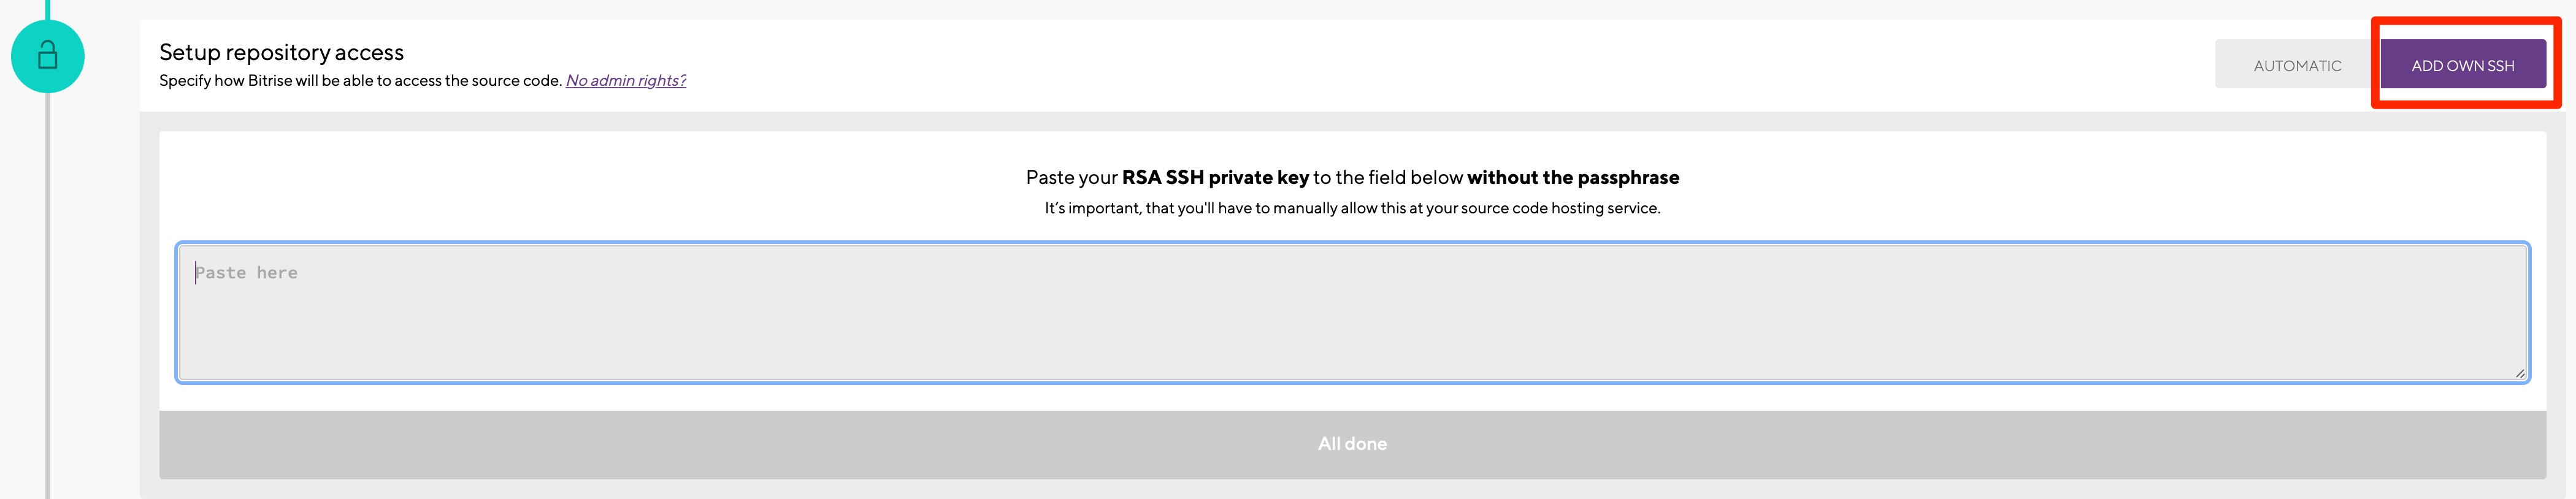 Setup repository access
Specify how Bitrise will be able to access the source code. No admin rights?
AUTOMATIC
ADD OWN SSH
Paste your RSA SSH private key to the field below without the passphrase
It’s important, that you'll have to manually allow this at your source code hosting service.
Paste here
All done